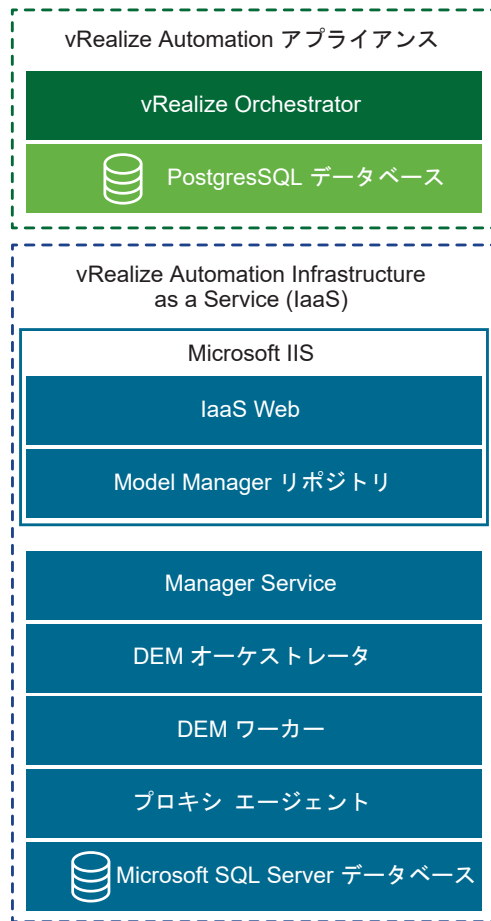 vRealize Automation アプライアンス
vRealize Orchestrator
PostgresSQL データベース
vRealize Automation Infrastructure
as a Service (IaaS)
Microsoft IIS
IaaS Web
Model Manager リポジトリ
Manager Service
DEM オーケストレータ
DEM ワーカー
プロキシ エージェント
Microsoft SQL Server データベース